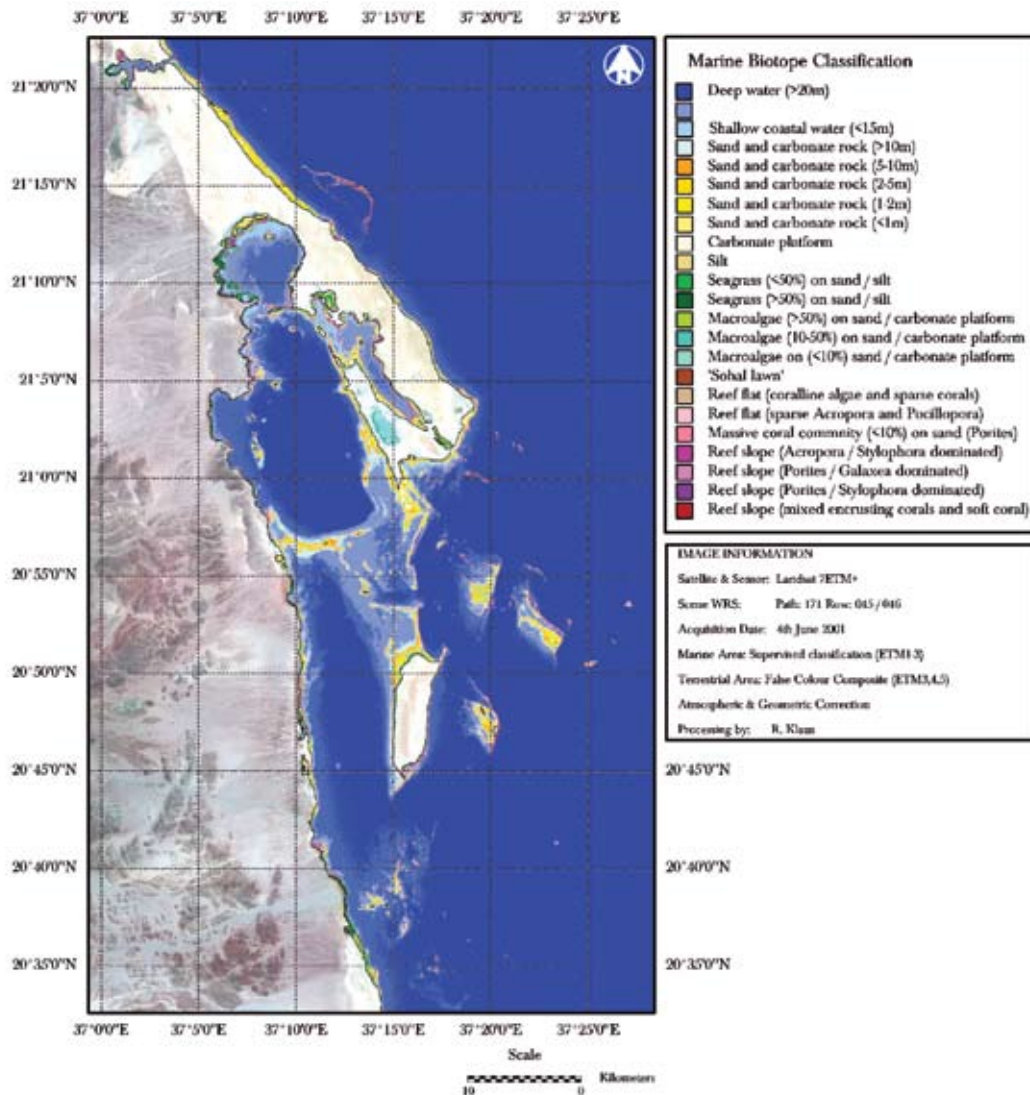 37°0'0"E 37°5'0"E 37°10'0"E 37°15'0"E 37°20'0"E 37°25'0"E
N
21°20'0"N
21°15'0"N
21°10'0"N
21°5'0"N
21°0'0"N
20°55'0"N
20°50'0"N
20°45'0"N
20°40'0"N
20°35'0"N
Marine Biotope Classification
Deep water (>20m)
Shallow coastal water (<15m)
Sand and carbonate rock (>10m)
Sand and carbonate rock (5-10m)
Sand and carbonate rock (2-5m)
Sand and carbonate rock (1-2m)
Sand and carbonate rock (<1m)
Carbonate platform
Silt
Seagrass (<50%) on sand / silt
Seagrass (>50%) on sand / silt
Macroalgae (>50%) on sand / carbonate platform
Macroalgae (10-50%) on sand / carbonate platform
Macroalgae on (<10%) sand / carbonate platform
'Sohal lawn'
Reef flat (coralline algae and sparse corals)
Reef flat (sparse Acropora and Pocillopora)
Massive coral commnity (<10%) on sand (Porites)
Reef slope (Acropora / Stylophora dominated)
Reef slope (Porites / Galaxea dominated)
Reef slope (Porites / Stylophora dominated)
Reef slope (mixed encrusting corals and soft coral)
IMAGE INFORMATION
Satellite & Sensor: Landsat 7ETM+
WRS: Path: 171 Row: 045 / 046
Acquisition Date: 4th June 2001
Marine Area: Supervised classification (ETM1-3)
Terrestrial Area: False Colour Composite (ETM3,4,5)
Atmospheric & Geometric Correction
Processing by: R. Klaus
20°45'0"N
20°40'0"N
20°35'0"N
37°0'0"E 37°5'0"E 37°10'0"E 37°15'0"E 37°20'0"E 37°25'0"E
Scale
Kilometers
10 0